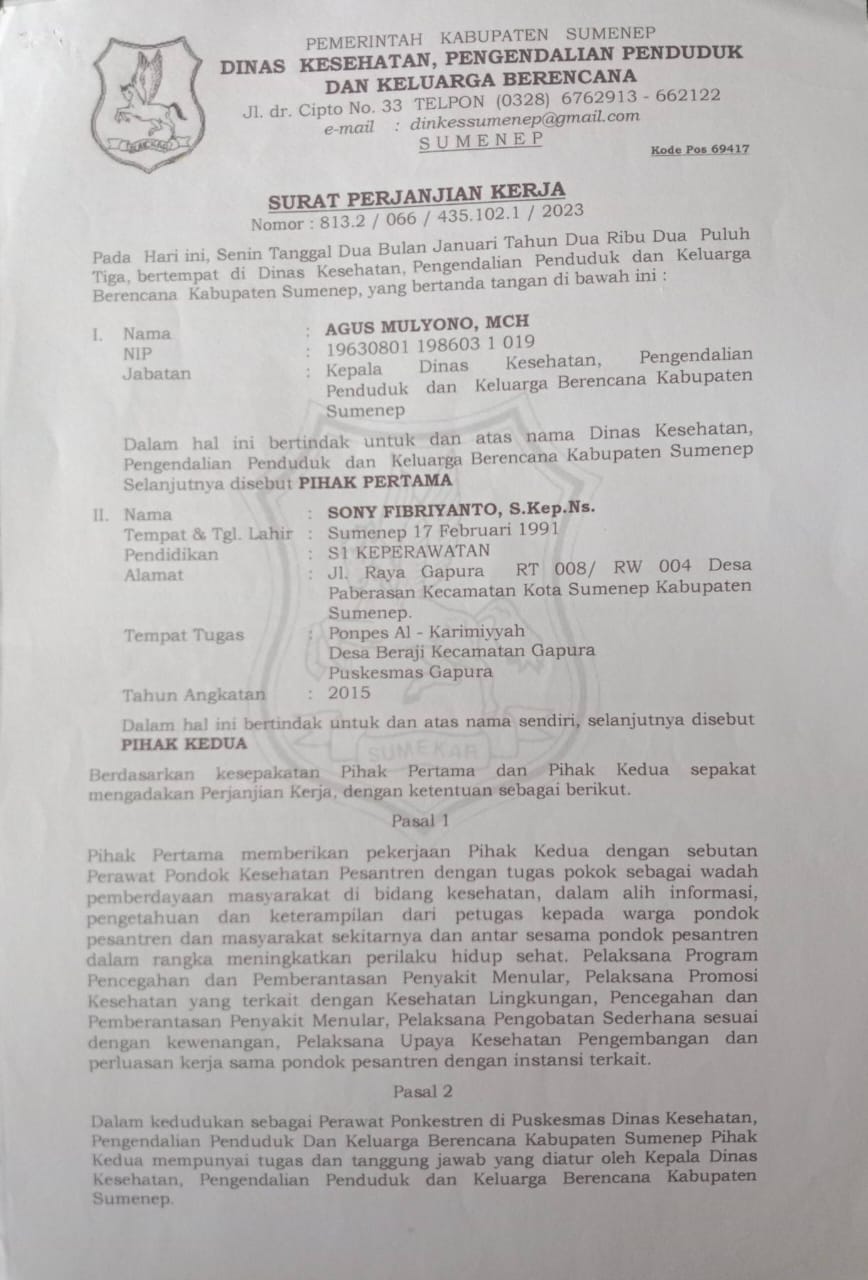 PEMERINTAH KABUPATEN SUMENEP
DINAS KESEHATAN, PENGENDALIAN PENDUDUK
DAN KELUARGA BERENCANA
Jl. dr. Cipto No. 33 TELPON (0328) 6762913 - 662122
e-mail : dinkessumenep@gmail.com
SUMENEP
Kode Pos 69417
SURAT PERJANJIAN KERJA
Nomor : 813.2 / 066 / 435.102.1 / 2023
Pada Hari ini, Senin Tanggal Dua Bulan Januari Tahun Dua Ribu Dua Puluh
Tiga, bertempat di Dinas Kesehatan, Pengendalian Penduduk dan Keluarga
Berencana Kabupaten Sumenep, yang bertanda tangan di bawah ini :
I. Nama : AGUS MULYONO, MCH
NIP : 19630801 198603 1 019
Jabatan : Kepala Dinas Kesehatan, Pengendalian
Penduduk dan Keluarga Berencana Kabupaten
Sumenep
Dalam hal ini bertindak untuk dan atas nama Dinas Kesehatan,
Pengendalian Penduduk dan Keluarga Berencana Kabupaten Sumenep
Selanjutnya disebut PIHAK PERTAMA
II. Nama : SONY FIBRIYANTO, S.Kep.Ns.
Tempat & Tgl. Lahir : Sumenep 17 Februari 1991
Pendidikan : S1 KEPERAWATAN
Alamat : Jl. Raya Gapura RT 008/ RW 004 Desa
Paberasan Kecamatan Kota Sumenep Kabupaten
Sumenep.
Tempat Tugas : Ponpes Al - Karimiyyah
Desa Beraji Kecamatan Gapura
Puskesmas Gapura
Tahun Angkatan : 2015
Dalam hal ini bertindak untuk dan atas nama sendiri, selanjutnya disebut
PIHAK KEDUA
SUMEKAR
Berdasarkan kesepakatan Pihak Pertama dan Pihak Kedua sepakat
mengadakan Perjanjian Kerja, dengan ketentuan sebagai berikut.
Pasal 1
Pihak Pertama memberikan pekerjaan Pihak Kedua dengan sebutan
Perawat Pondok Kesehatan Pesantren dengan tugas pokok sebagai wadah
pemberdayaan masyarakat di bidang kesehatan, dalam alih informasi,
pengetahuan dan keterampilan dari petugas kepada warga pondok
pesantren dan masyarakat sekitarnya dan antar sesama pondok pesantren
dalam rangka meningkatkan perilaku hidup sehat. Pelaksana Program
Pencegahan dan Pemberantasan Penyakit Menular, Pelaksana Promosi
Kesehatan yang terkait dengan Kesehatan Lingkungan, Pencegahan dan
Pemberantasan Penyakit Menular, Pelaksana Pengobatan Sederhana sesuai
dengan kewenangan, Pelaksana Upaya Kesehatan Pengembangan dan
perluasan kerja sama pondok pesantren dengan instansi terkait.
Pasal 2
Dalam kedudukan sebagai Perawat Ponkestren di Puskesmas Dinas Kesehatan,
Pengendalian Penduduk Dan Keluarga Berencana Kabupaten Sumenep Pihak
Kedua mempunyai tugas dan tanggung jawab yang diatur oleh Kepala Dinas
Kesehatan, Pengendalian Penduduk dan Keluarga Berencana Kabupaten
Sumenep.